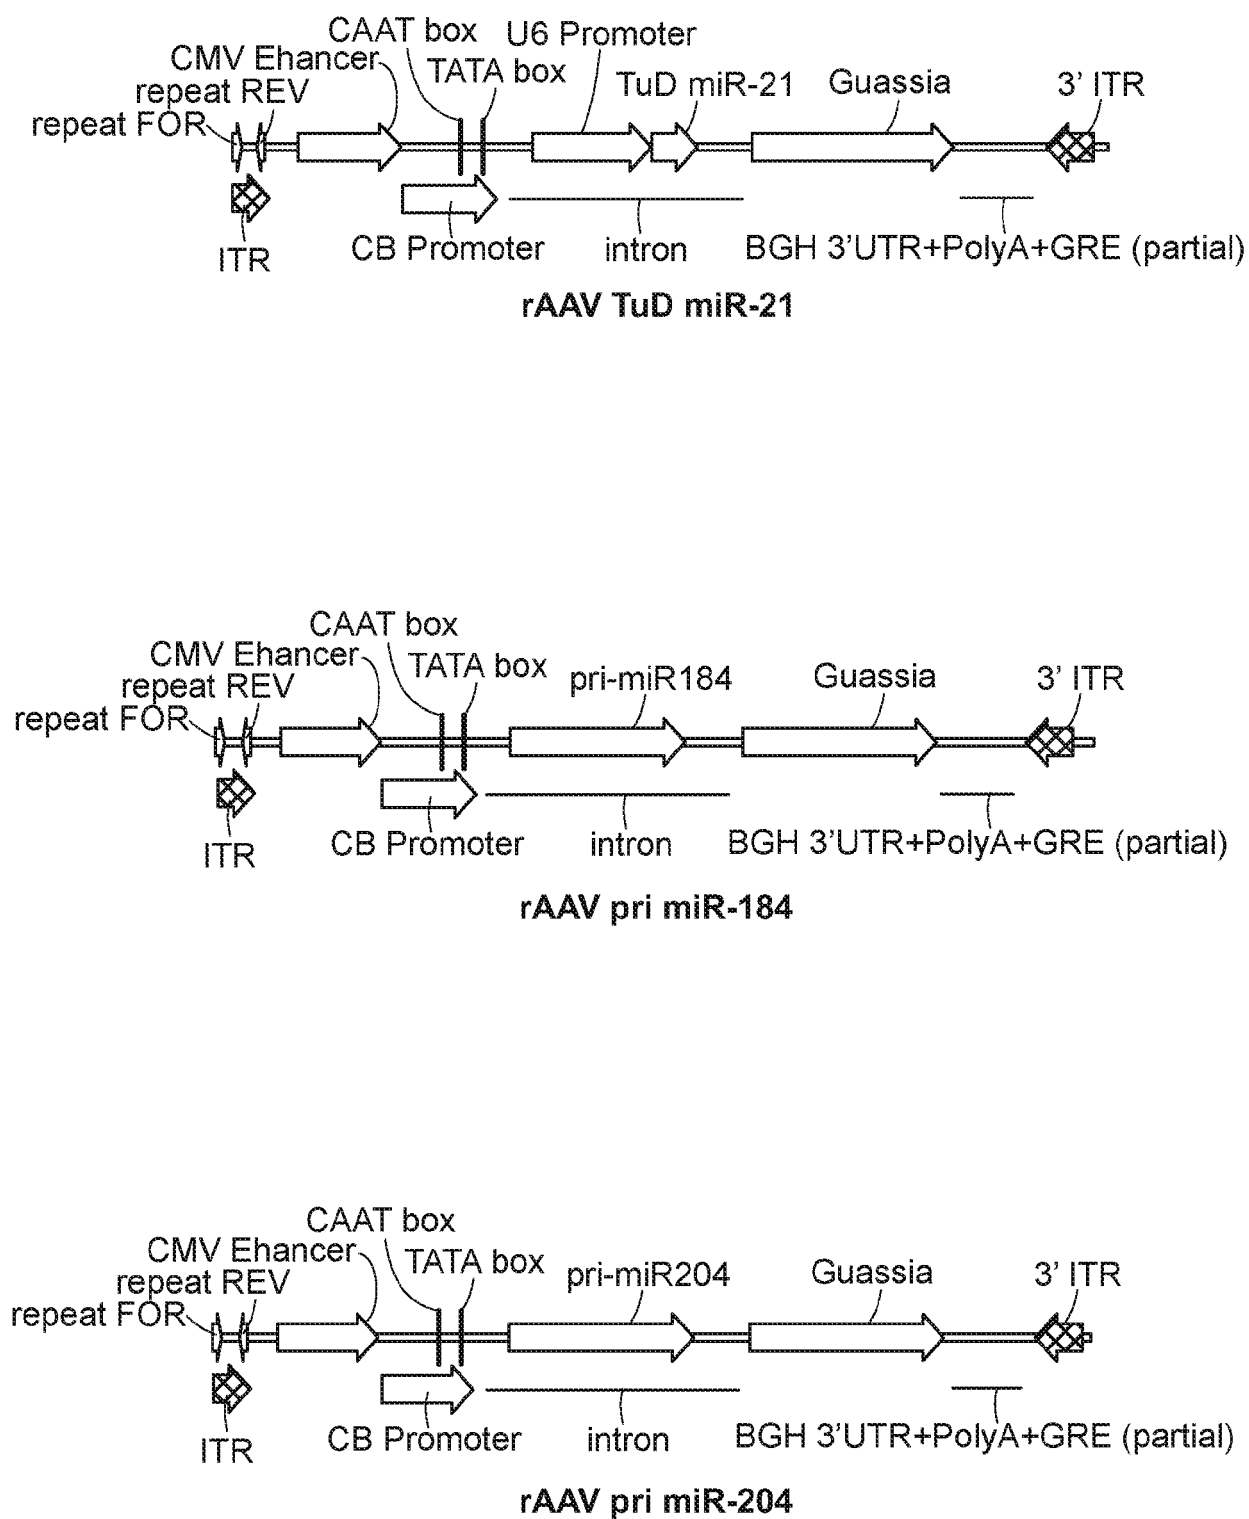 CAAT box
U6 Promoter
CMV Ehancer
TATA box
TuD miR-21
Guassia
3’ ITR
repeat REV
repeat FOR
ITR
CB Promoter
intron
BGH 3’UTR+PolyA+GRE (partial)
rAAV TuD miR-21
CAAT box
CMV Ehancer
TATA box
pri-miR184
Guassia
3’ ITR
repeat REV
repeat FOR
ITR
CB Promoter
intron
BGH 3’UTR+PolyA+GRE (partial)
rAAV pri miR-184
CAAT box
CMV Ehancer
TATA box
pri-miR204
Guassia
3’ ITR
repeat REV
repeat FOR
ITR
CB Promoter
intron
BGH 3’UTR+PolyA+GRE (partial)
rAAV pri miR-204